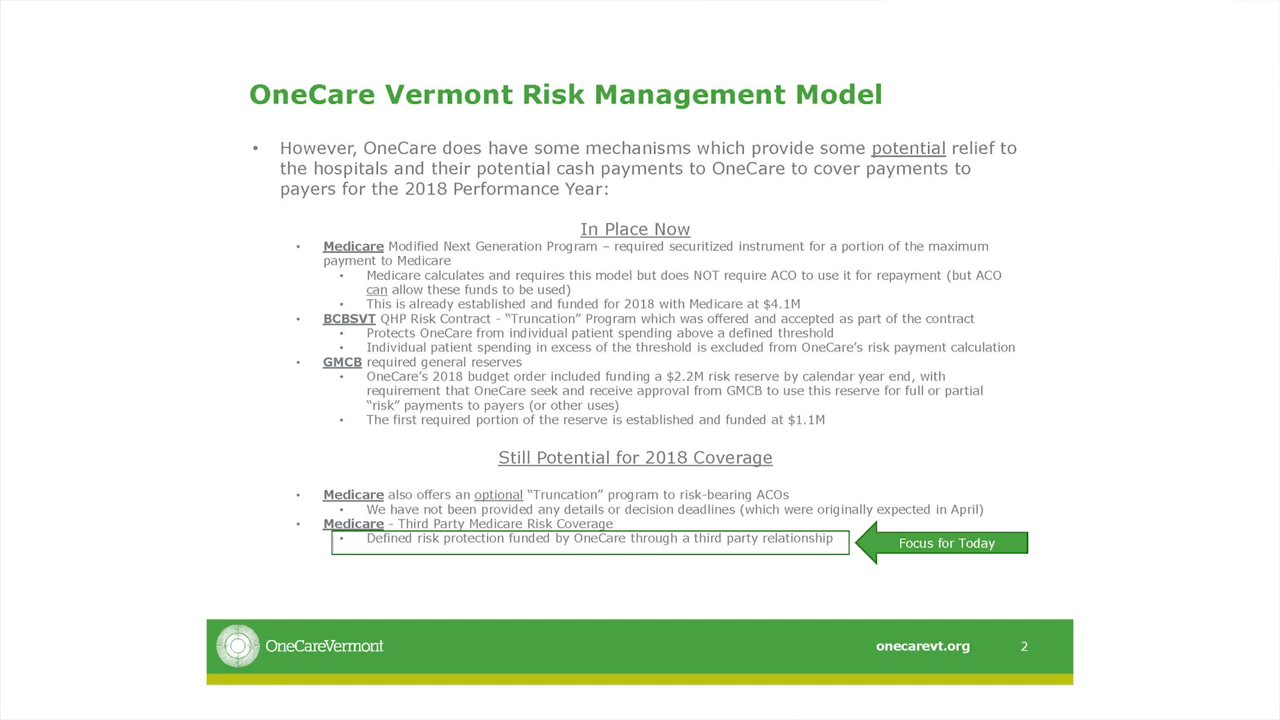 OneCare Vermont Risk Management Model
• However, OneCare does have some mechanisms which provide some potential relief to
the hospitals and their potential cash payments to OneCare to cover payments to
payers for the 2018 Performance Year:
In Place Now
• Medicare Modified Next Generation Program – required securitized instrument for a portion of the maximum
payment to Medicare
• Medicare calculates and requires this model but does NOT require ACO to use it for repayment (but ACO
can allow these funds to be used)
• This is already established and funded for 2018 with Medicare at $4.1M
• BCBSVT QHP Risk Contract - “Truncation” Program which was offered and accepted as part of the contract
• Protects OneCare from individual patient spending above a defined threshold
• Individual patient spending in excess of the threshold is excluded from OneCare’s risk payment calculation
• GMCB required general reserves
• OneCare’s 2018 budget order included funding a $2.2M risk reserve by calendar year end, with
requirement that OneCare seek and receive approval from GMCB to use this reserve for full or partial
“risk” payments to payers (or other uses)
• The first required portion of the reserve is established and funded at $1.1M
Still Potential for 2018 Coverage
• Medicare also offers an optional “Truncation” program to risk-bearing ACOs
• We have not been provided any details or decision deadlines (which were originally expected in April)
• Medicare - Third Party Medicare Risk Coverage
• Defined risk protection funded by OneCare through a third party relationship
Focus for Today
OneCareVermont
onecarevt.org 2